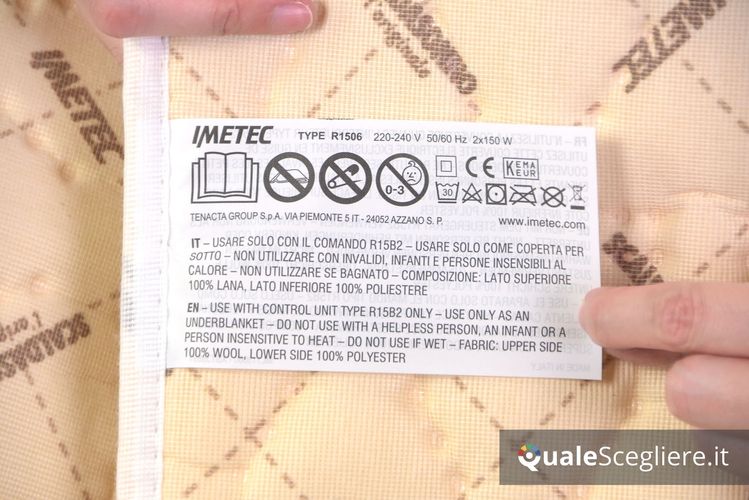 IMETEC
IMETEC
IMETEC TYPE R1506 220-240 V 50/60 Hz 2x150 W
0-3
30
KEMA
KEUR
TENACTA GROUP S.p.A. VIA PIEMONTE 5 IT - 24052 AZZANO S. P. www.imetec.com
IT – USARE SOLO CON IL COMANDO R15B2 – USARE SOLO COME COPERTA PER
SOTTO – NON UTILIZZARE CON INVALIDI, INFANTI E PERSONE INSENSIBILI AL
CALORE – NON UTILIZZARE SE BAGNATO – COMPOSIZIONE: LATO SUPERIORE
100% LANA, LATO INFERIORE 100% POLIESTERE
EN – USE WITH CONTROL UNIT TYPE R15B2 ONLY – USE ONLY AS AN
UNDERBLANKET – DO NOT USE WITH A HELPLESS PERSON, AN INFANT OR A
PERSON INSENSITIVE TO HEAT – DO NOT USE IF WET – FABRIC: UPPER SIDE
100% WOOL, LOWER SIDE 100% POLYESTER
QualeScegliere.it